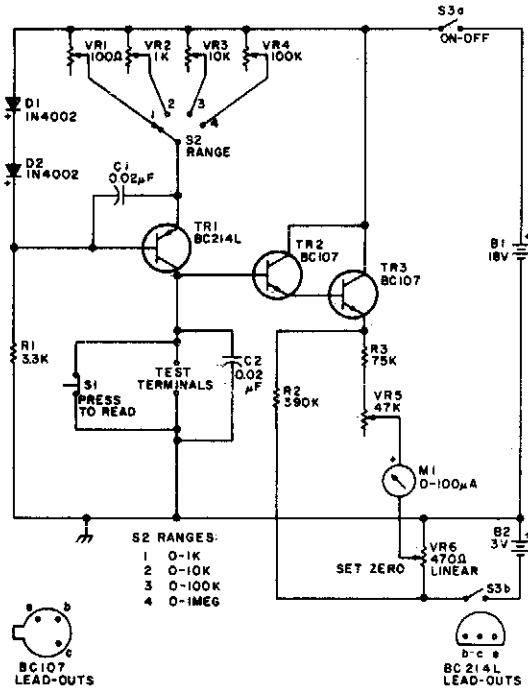 S3a
ON-OFF
VR1
100Ω
VR2
1K
VR3
10K
VR4
100K
D1
1N4002
1
2
3
4
S2
RANGE
D2
1N4002
C1
0.02µF
TR1
BC214L
TR2
BC107
TR3
BC107
B1
18V
R1
3.3K
S1
PRESS
TO READ
TEST
TERMINALS
C2
0.02
µF
R2
390K
R3
75K
VR5
47K
M1
0-100µA
B2
3V
S2 RANGES:
1 0-1K
2 0-10K
3 0-100K
4 0-1MEG
SET ZERO
VR6
470Ω
LINEAR
S3b
e b
c
BC107
LEAD-OUTS
b-c e
BC214L
LEAD-OUTS